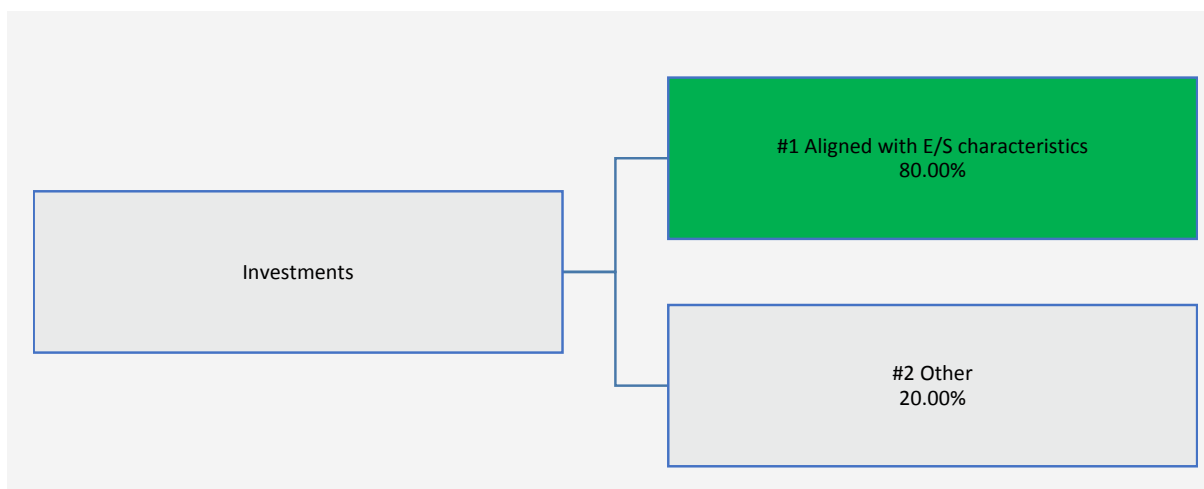 #1 Aligned with E/S characteristics
80.00%
Investments
#2 Other
20.00%